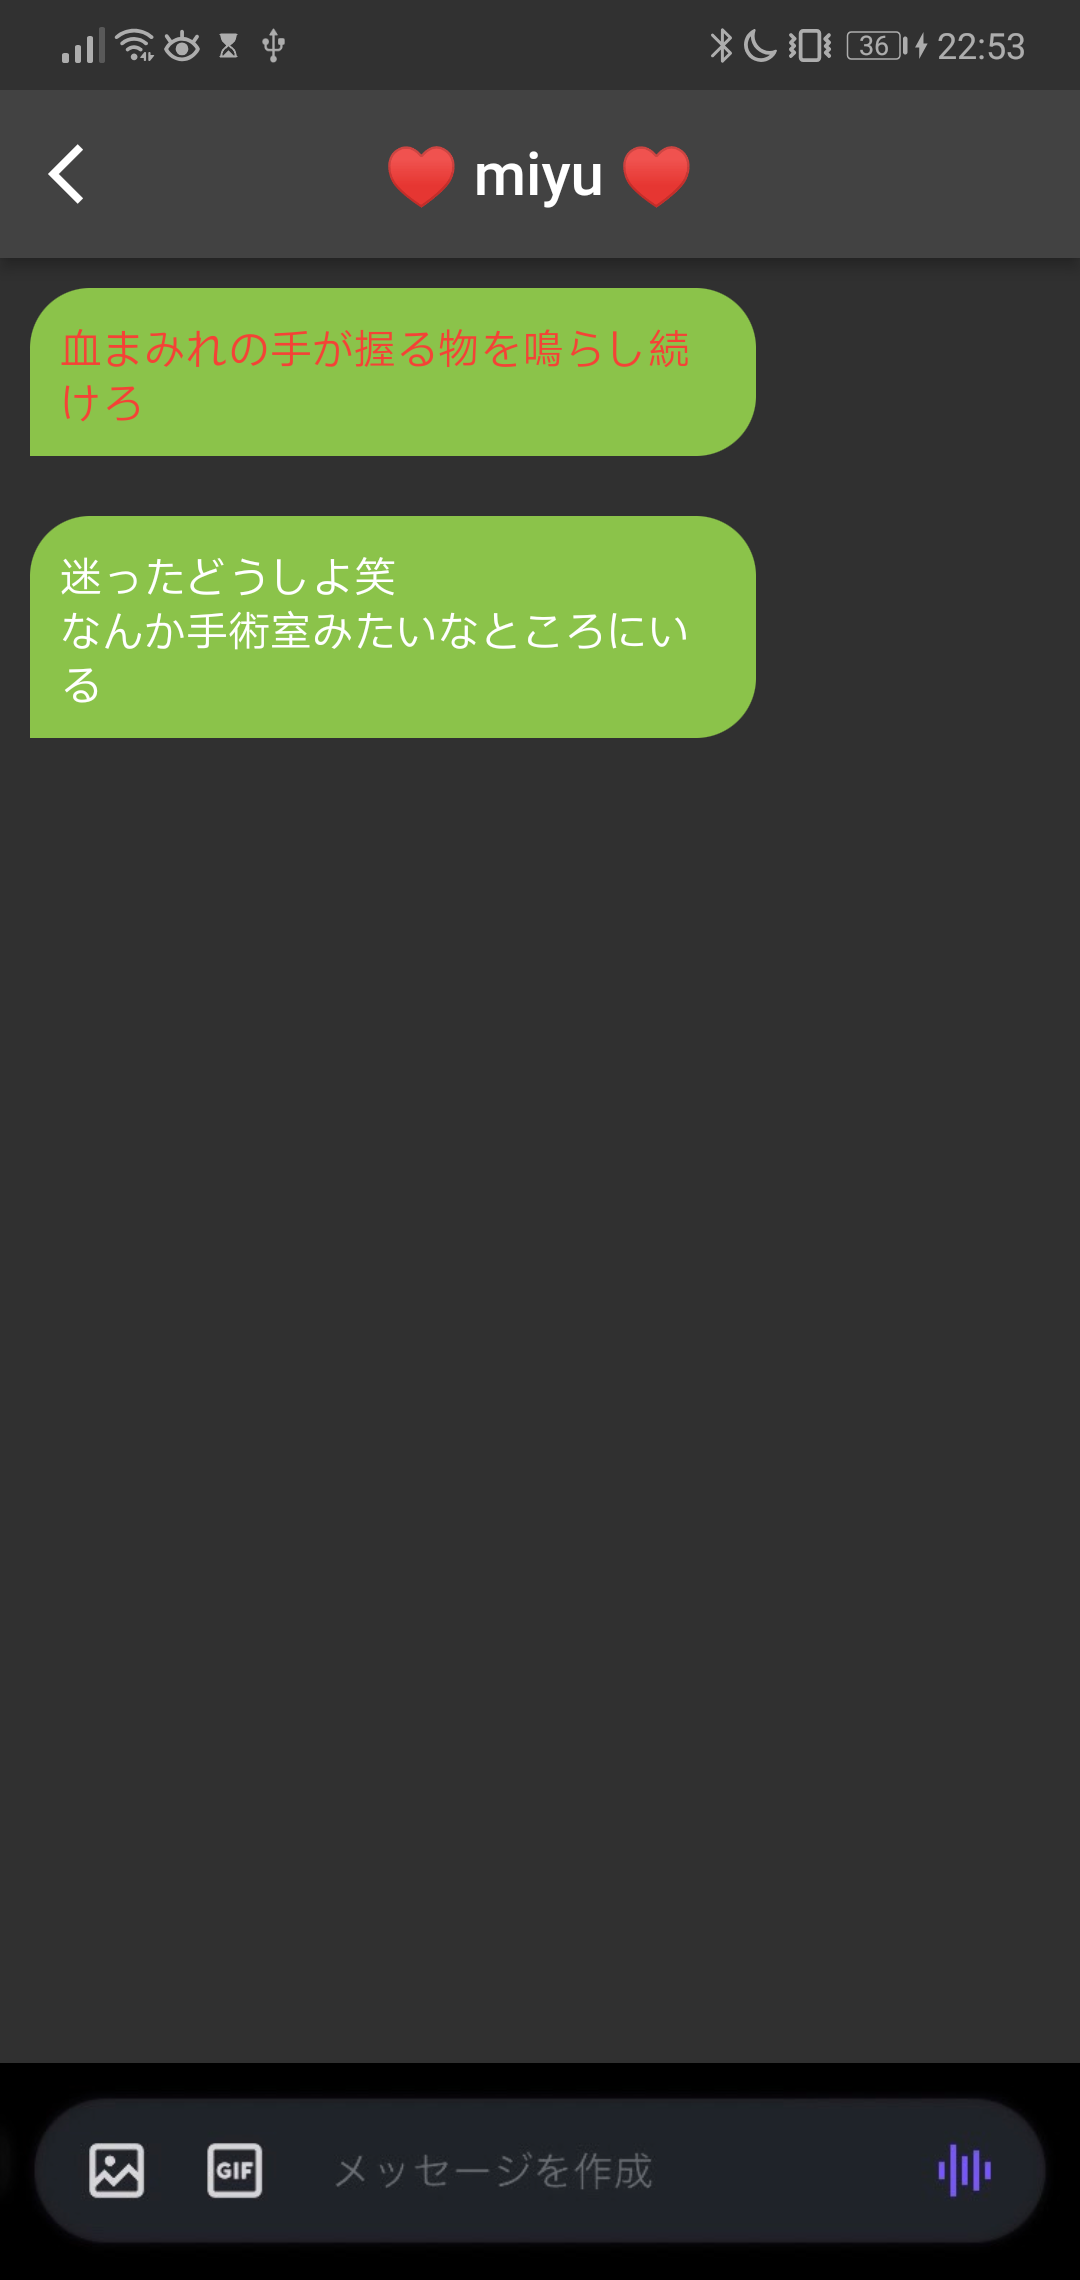 36 22:53
❤️ miyu ❤️
血まみれの手が握る物を鳴らし続
けろ
迷ったどうしよ笑
なんか手術室みたいなところにい
る
GIF メッセージを作成